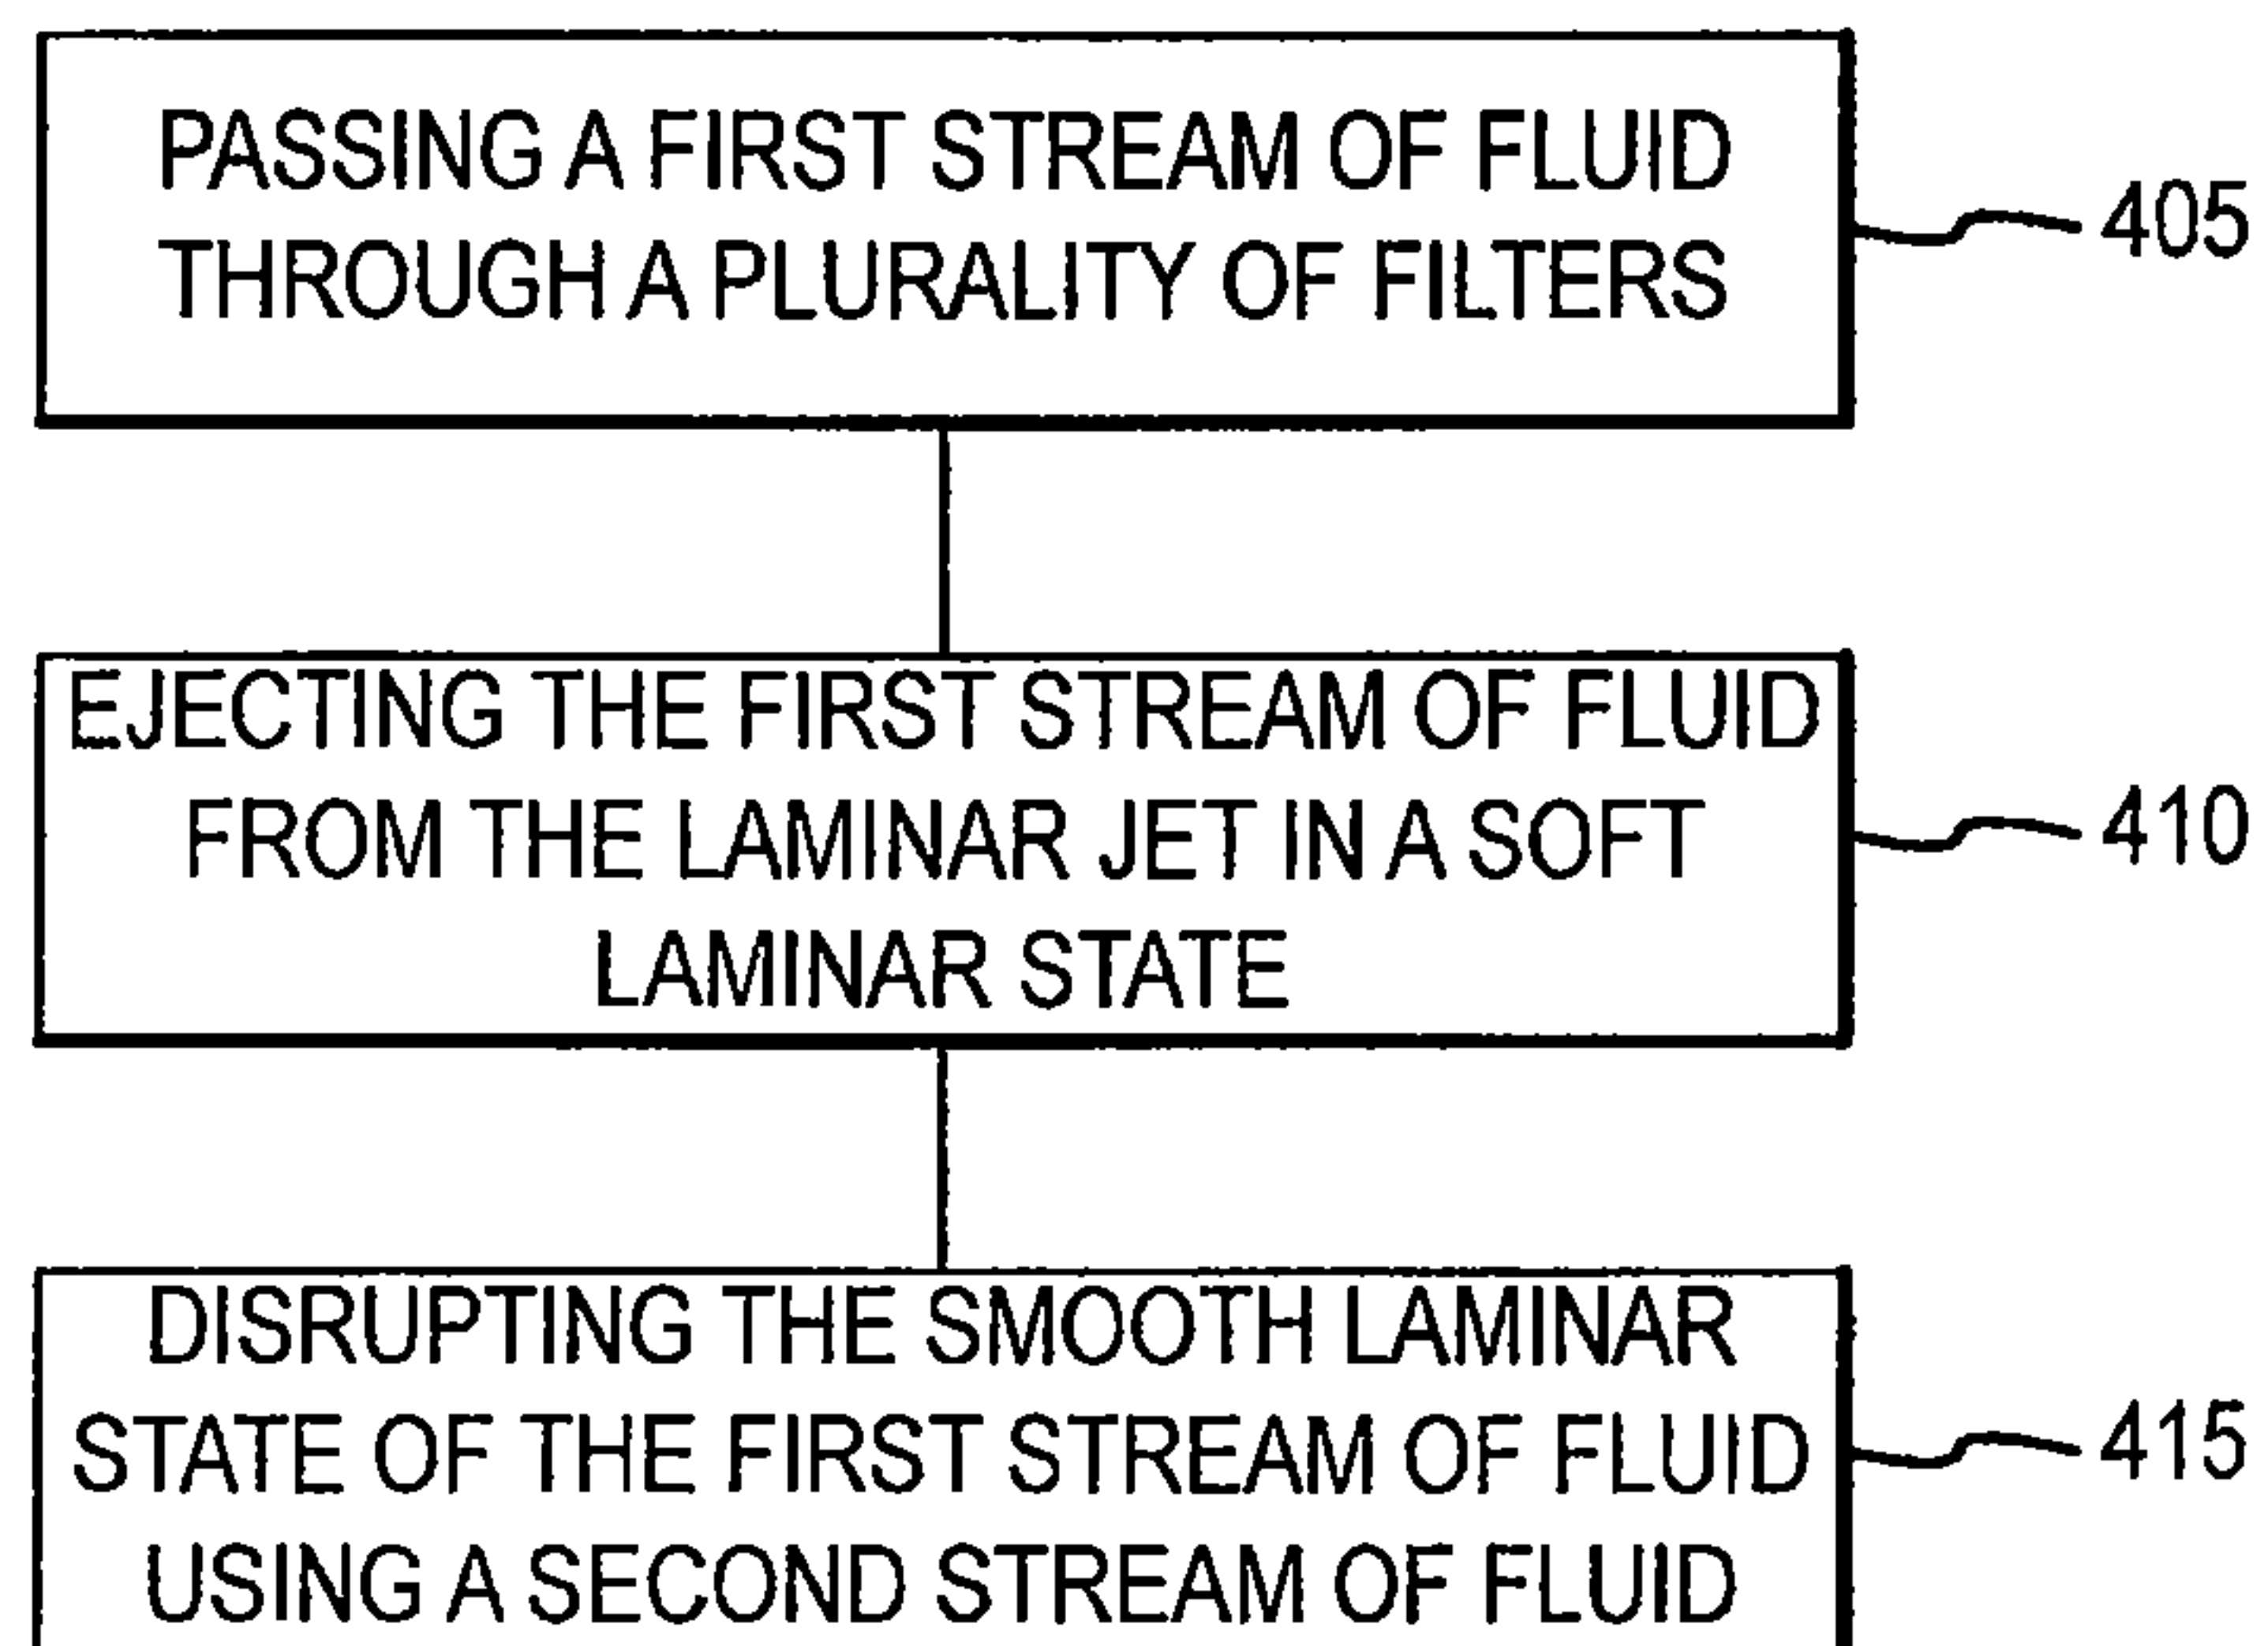 PASSING A FIRST STREAM OF FLUID
THROUGH A PLURALITY OF FILTERS
405
EJECTING THE FIRST STREAM OF FLUID
FROM THE LAMINAR JET IN A SOFT
LAMINAR STATE
410
DISRUPTING THE SMOOTH LAMINAR
STATE OF THE FIRST STREAM OF FLUID
USING A SECOND STREAM OF FLUID
415